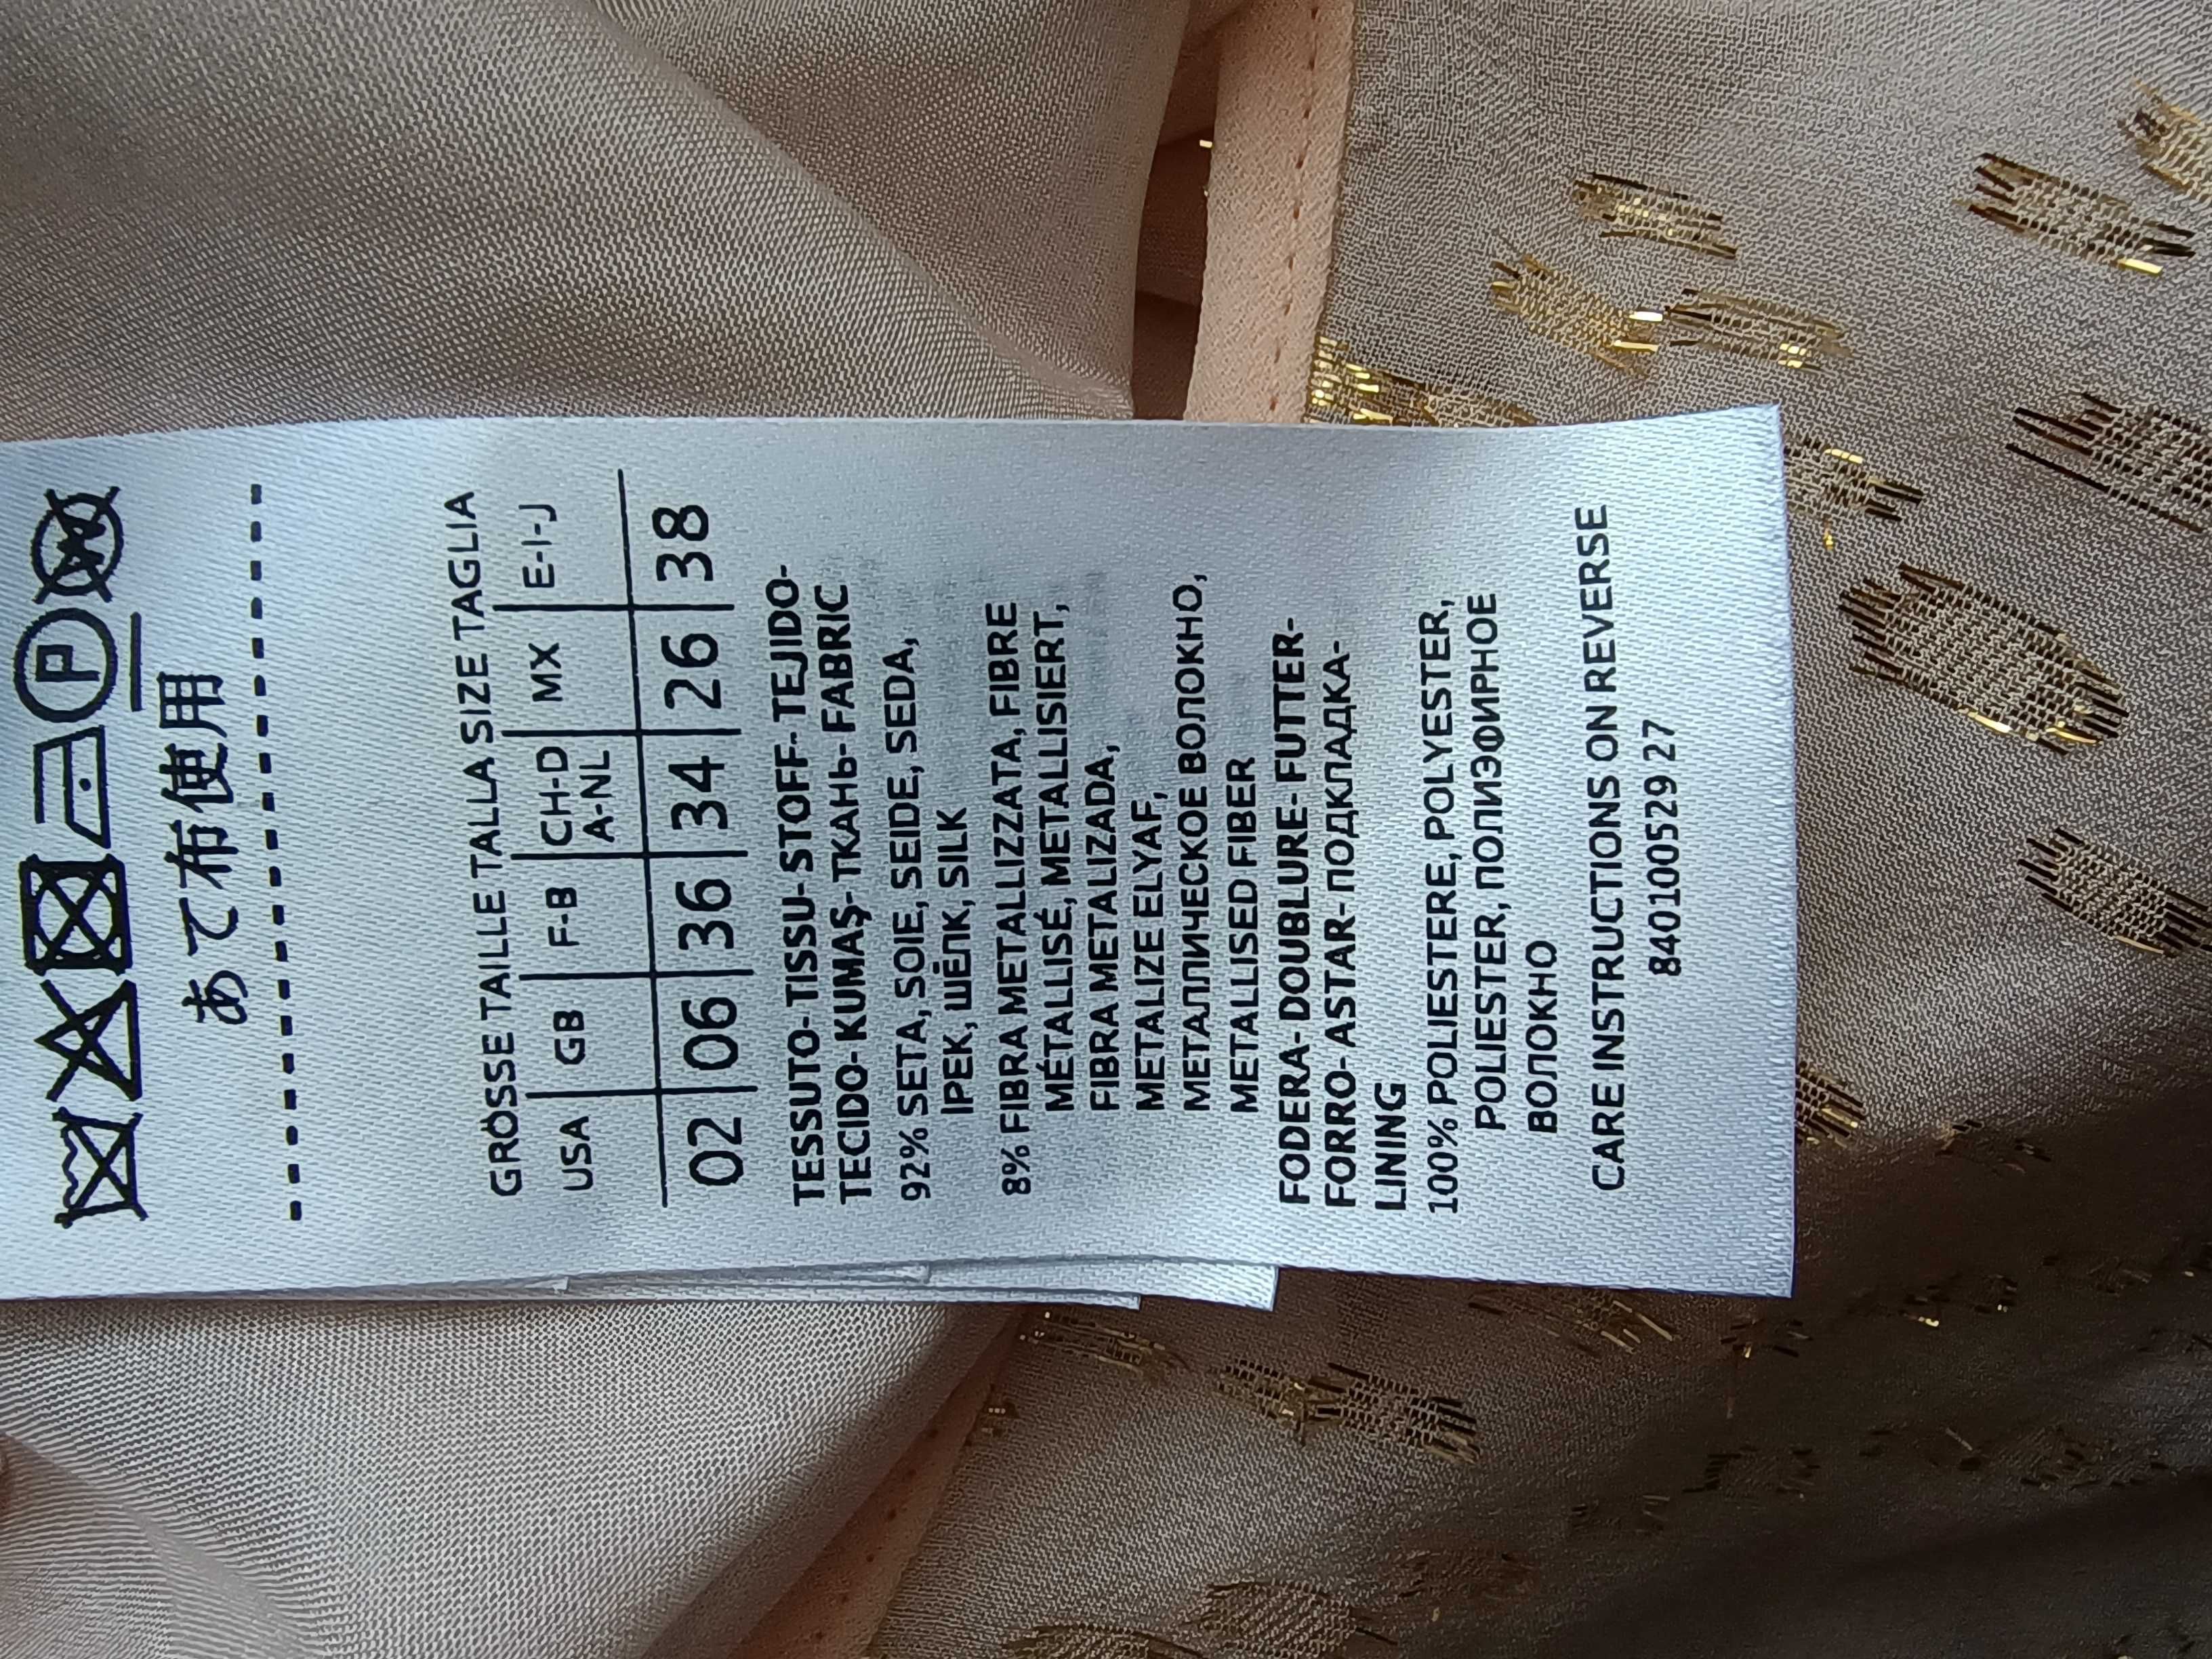 P
W
あて布使用
GRÖSSE TAILLE TALLA SIZE TAGLIA
USA GB F-B CH-D A-NL MX E-I-J
02 06 36 34 26 38
TESSUTO- TISSU- STOFF- TEJIDO-
TECIDO- KUMAŞ- ТКАНЬ- FABRIC
92% SETA, SOIE, SEIDE, SEDA,
IPEK, ШЁЛК, SILK
8% FIBRA METALLIZZATA, FIBRE
MÉTALLISÉ, METALLISIERT,
FIBRA METALIZADA,
METALIZE ELYAF,
МЕТАЛЛИЧЕСКОЕ ВОЛОКНО,
METALLISED FIBER
FODERA- DOUBLURE- FUTTER-
FORRO- ASTAR- ПОДКЛАДКА-
LINING
100% POLIESTERE, POLYESTER,
POLIESTER, ПОЛИЭФИРНОЕ
ВОЛОКНО
CARE INSTRUCTIONS ON REVERSE
840100529 27